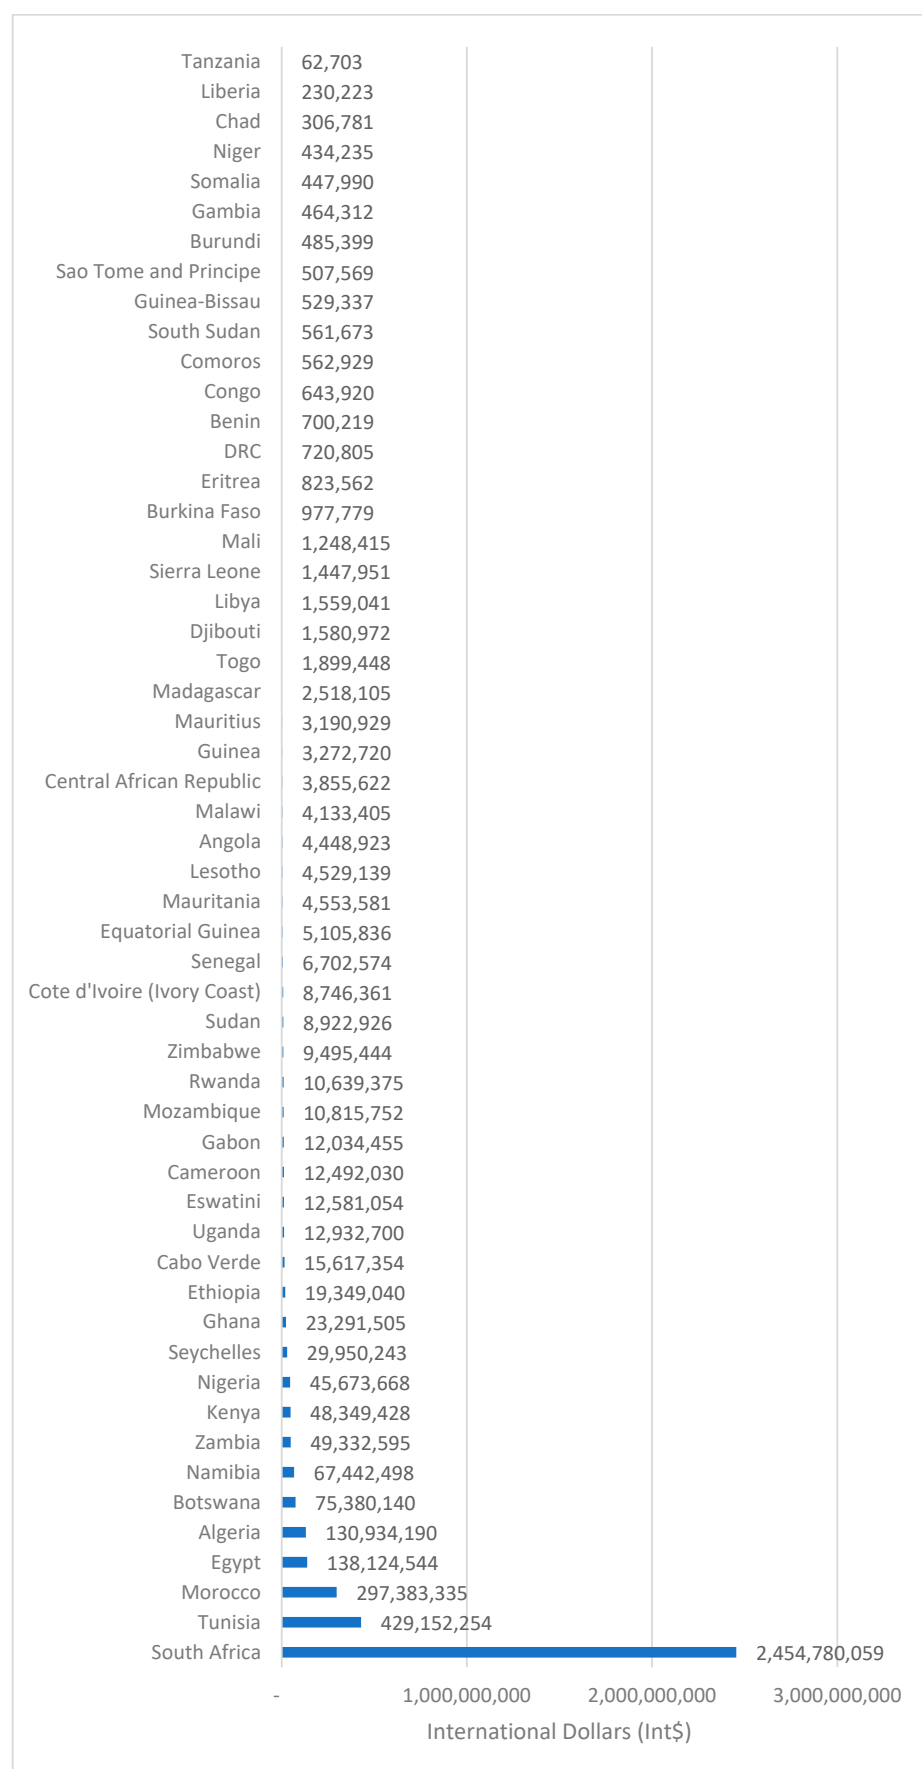 Tanzania 62,703
Liberia 230,223
Chad 306,781
Niger 434,235
Somalia 447,990
Gambia 464,312
Burundi 485,399
Sao Tome and Principe 507,569
Guinea-Bissau 529,337
South Sudan 561,673
Comoros 562,929
Congo 643,920
Benin 700,219
DRC 720,805
Eritrea 823,562
Burkina Faso 977,779
Mali 1,248,415
Sierra Leone 1,447,951
Libya 1,559,041
Djibouti 1,580,972
Togo 1,899,448
Madagascar 2,518,105
Mauritius 3,190,929
Guinea 3,272,720
Central African Republic 3,855,622
Malawi 4,133,405
Angola 4,448,923
Lesotho 4,529,139
Mauritania 4,553,581
Equatorial Guinea 5,105,836
Senegal 6,702,574
Cote d'Ivoire (Ivory Coast) 8,746,361
Sudan 8,922,926
Zimbabwe 9,495,444
Rwanda 10,639,375
Mozambique 10,815,752
Gabon 12,034,455
Cameroon 12,492,030
Eswatini 12,581,054
Uganda 12,932,700
Cabo Verde 15,617,354
Ethiopia 19,349,040
Ghana 23,291,505
Seychelles 29,950,243
Nigeria 45,673,668
Kenya 48,349,428
Zambia 49,332,595
Namibia 67,442,498
Botswana 75,380,140
Algeria 130,934,190
Egypt 138,124,544
Morocco 297,383,335
Tunisia 429,152,254
South Africa 2,454,780,059
- 1,000,000,000 2,000,000,000 3,000,000,000
International Dollars (Int$)